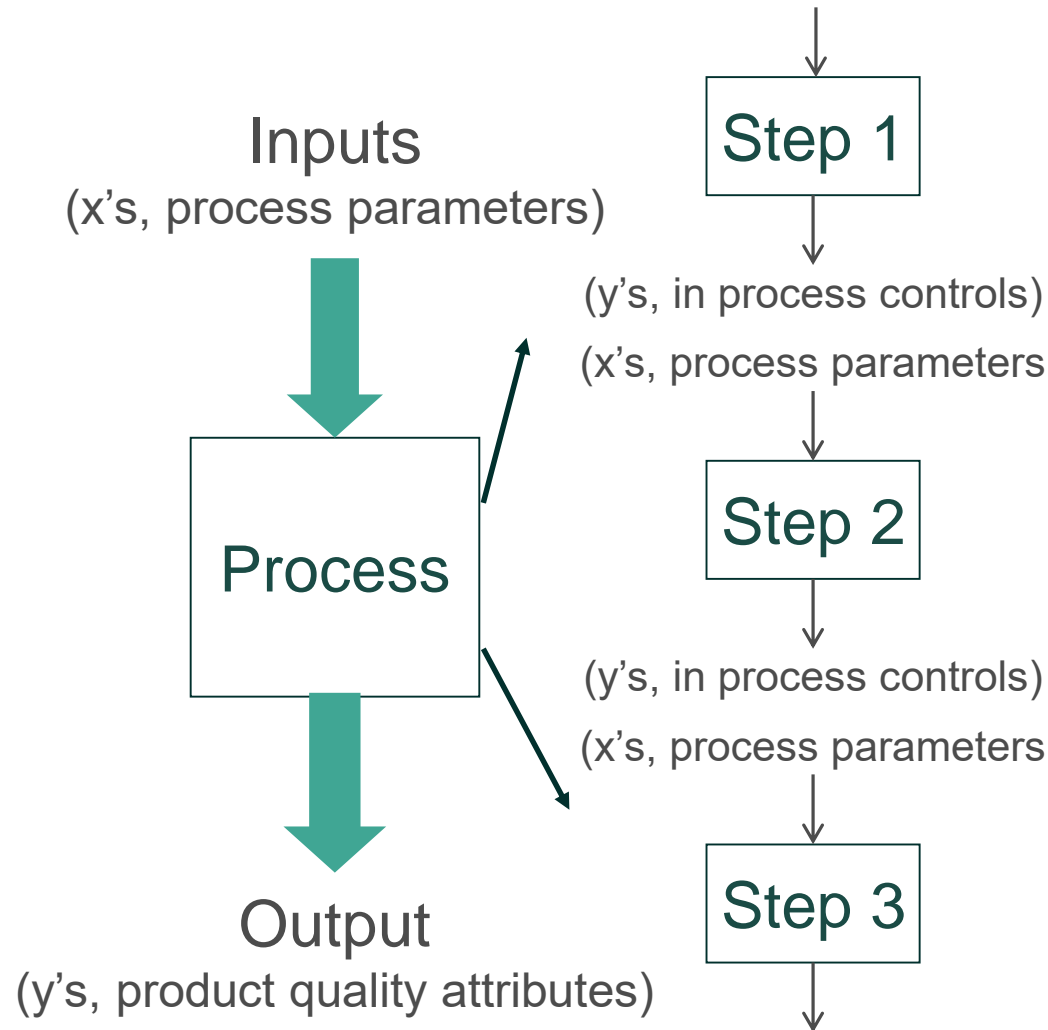 Inputs
(x's, process parameters)
Process
Output
(y's, product quality attributes)
Step 1
(y's, in process controls)
(x's, process parameters
Step 2
(y's, in process controls)
(x's, process parameters
Step 3